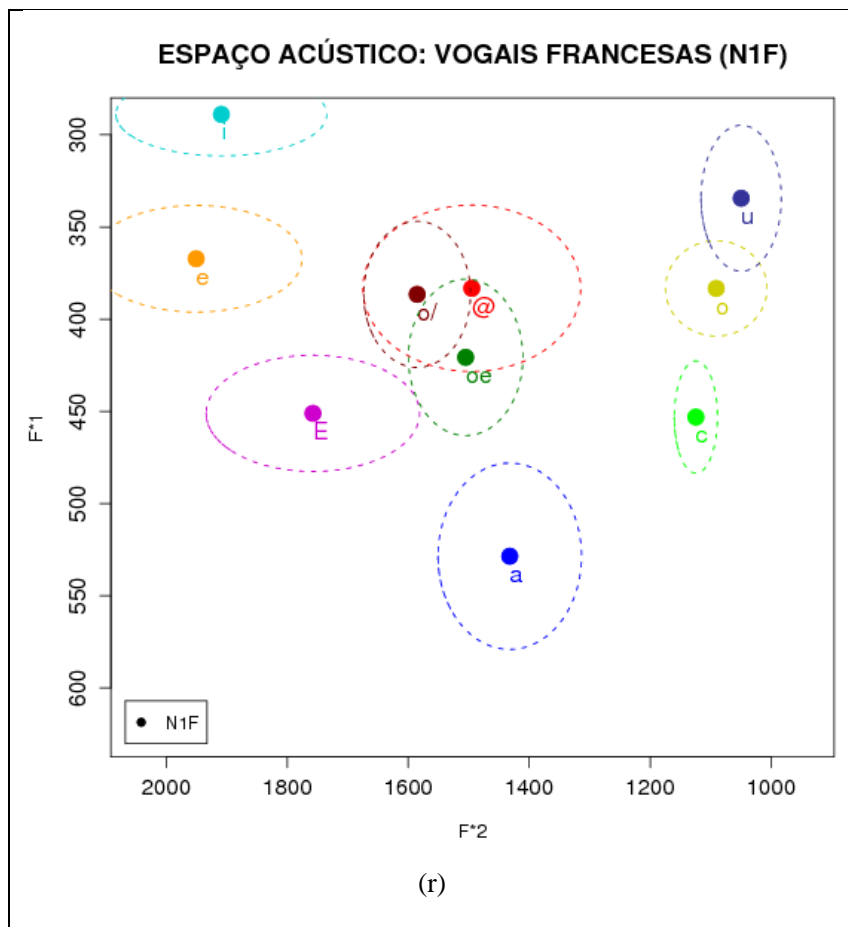 ESPAÇO ACÚSTICO: VOGAIS FRANCESAS (N1F)
300
350
400
450
500
550
600
F*1
i
u
e
o/
@
o
oe
E
c
a
N1F
2000 1800 1600 1400 1200 1000
F*2
(r)